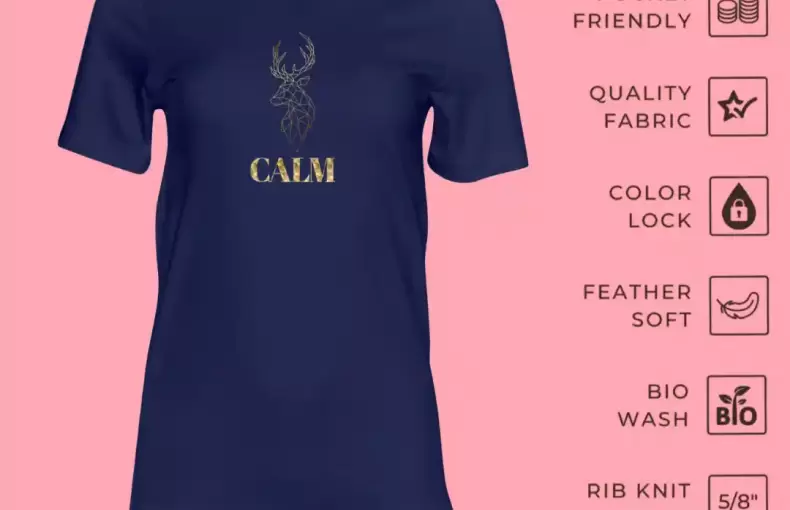 FRIENDLY
QUALITY
FABRIC
COLOR
LOCK
FEATHER
SOFT
BIO
WASH
BIO
RIB KNIT
5/8"
CALM